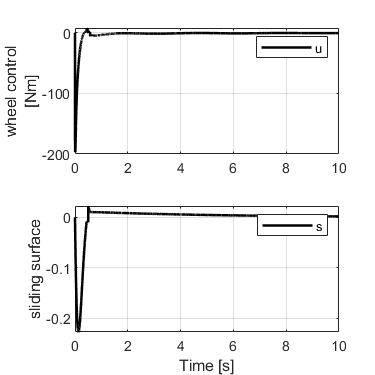 wheel control
[Nm]
0
-100
-200
u
0 2 4 6 8 10
sliding surface
0
-0.1
-0.2
s
0 2 4 6 8 10
Time [s]